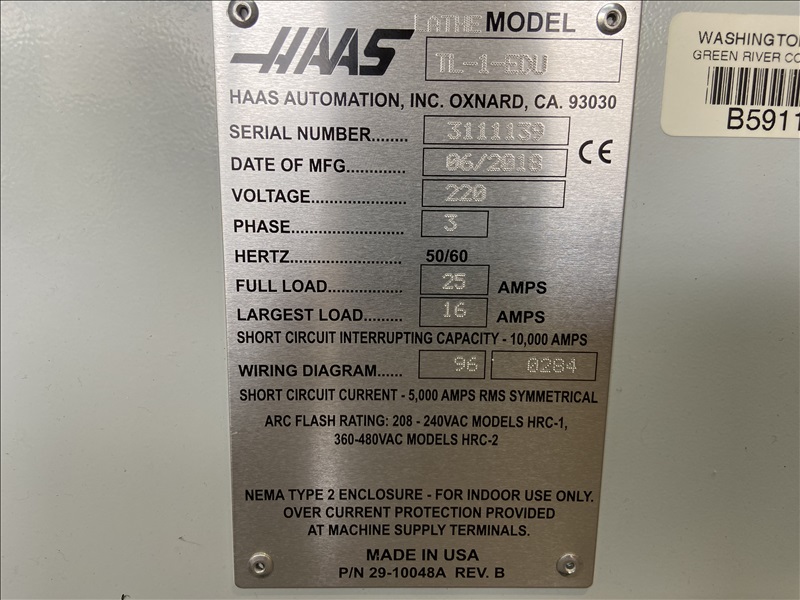 LATHE MODEL
HAAS
TL-1-EDU
HAAS AUTOMATION, INC. OXNARD, CA. 93030
SERIAL NUMBER........ 3111139
CE
DATE OF MFG............. 06/2010
VOLTAGE..................... 220
PHASE......................... 3
HERTZ......................... 50/60
FULL LOAD................. 25 AMPS
LARGEST LOAD......... 16 AMPS
SHORT CIRCUIT INTERRUPTING CAPACITY - 10,000 AMPS
WIRING DIAGRAM...... 96 0284
SHORT CIRCUIT CURRENT - 5,000 AMPS RMS SYMMETRICAL
ARC FLASH RATING: 208 - 240VAC MODELS HRC-1,
360-480VAC MODELS HRC-2
NEMA TYPE 2 ENCLOSURE - FOR INDOOR USE ONLY.
OVER CURRENT PROTECTION PROVIDED
AT MACHINE SUPPLY TERMINALS.
MADE IN USA
P/N 29-10048A REV. B
WASHINGTO
GREEN RIVER CO
B5911